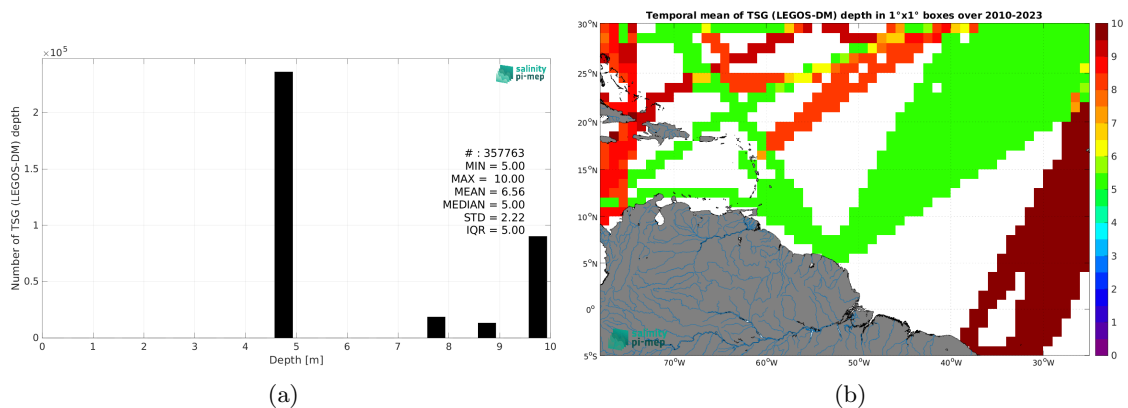 ×10⁵
2
1.5
1
0.5
0
Number of TSG (LEGOS-DM) depth
salinity
pi-mep
# : 357763
MIN = 5.00
MAX = 10.00
MEAN = 6.56
MEDIAN = 5.00
STD = 2.22
IQR = 5.00
0 1 2 3 4 5 6 7 8 9 10
Depth [m]
(a)
Temporal mean of TSG (LEGOS-DM) depth in 1°x1° boxes over 2010-2023
30°N
25°N
20°N
15°N
10°N
5°N
0°
5°S
70°W 60°W 50°W 40°W 30°W
salinity
pi-mep
10
9
8
7
6
5
4
3
2
1
0
(b)